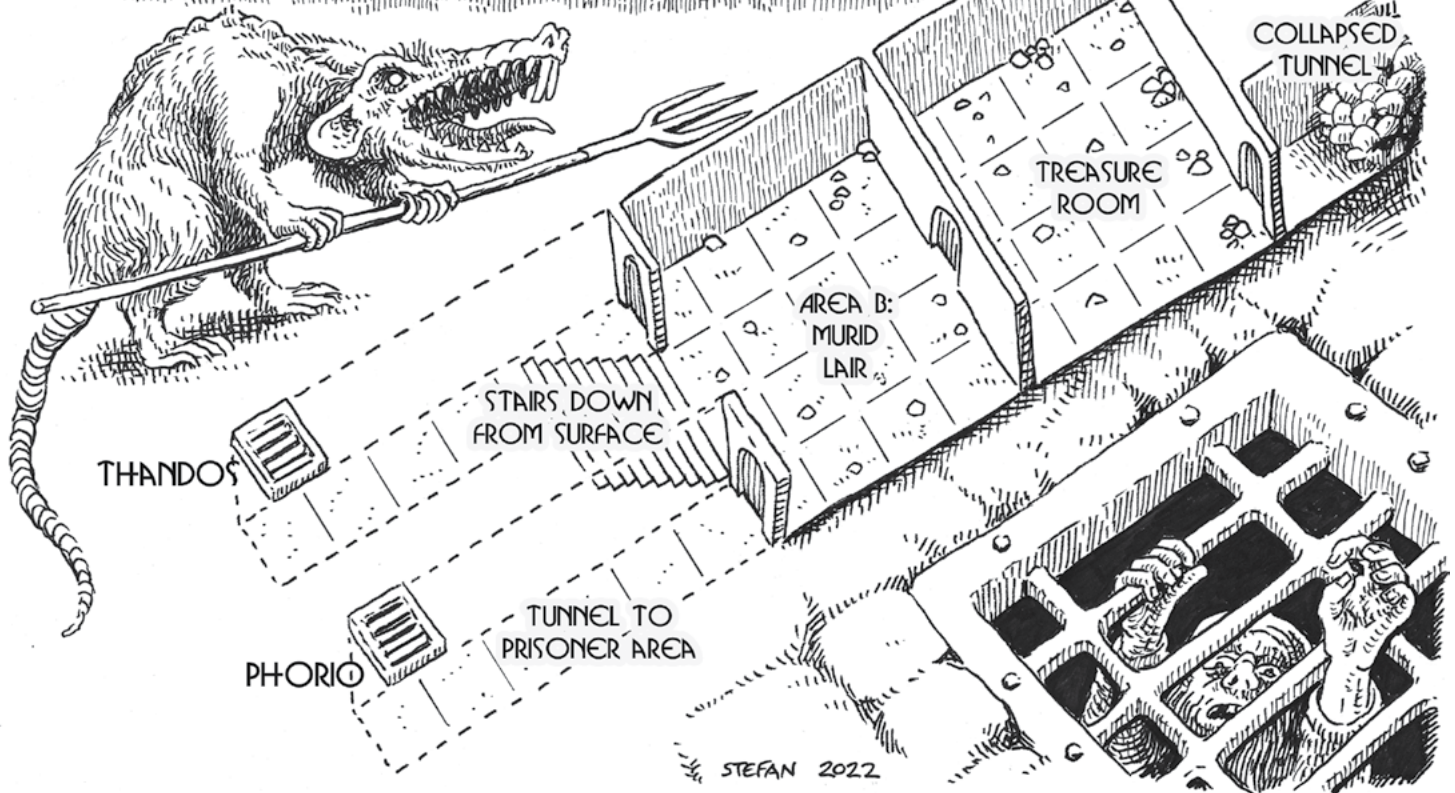 COLLAPSED
TUNNEL
TREASURE
ROOM
AREA B:
MURID
LAIR
STAIRS DOWN
FROM SURFACE
THANDOS
TUNNEL TO
PRISONER AREA
PHORIO
STEFAN 2022